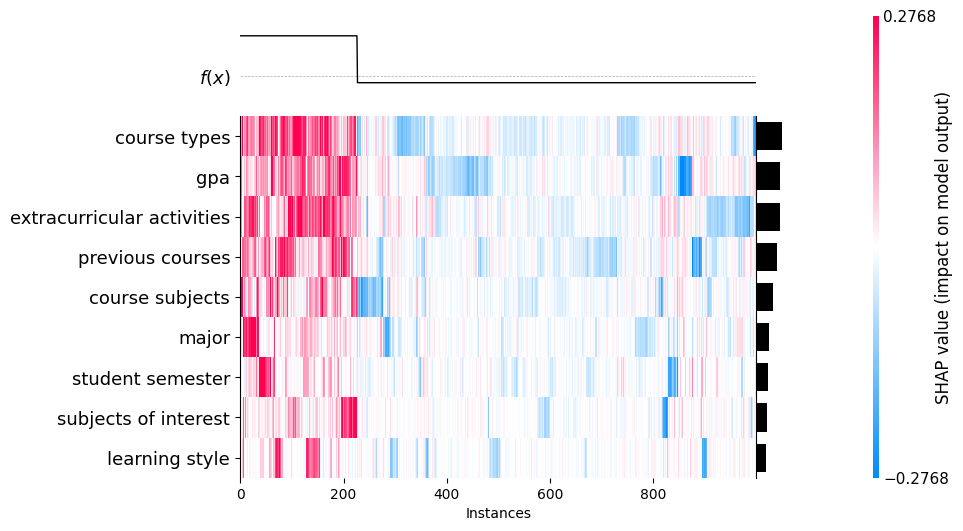 0.2768
f(x)
course types
gpa
extracurricular activities
previous courses
course subjects
major
student semester
subjects of interest
learning style
0 200 400 600 800
Instances
SHAP value (impact on model output)
−0.2768